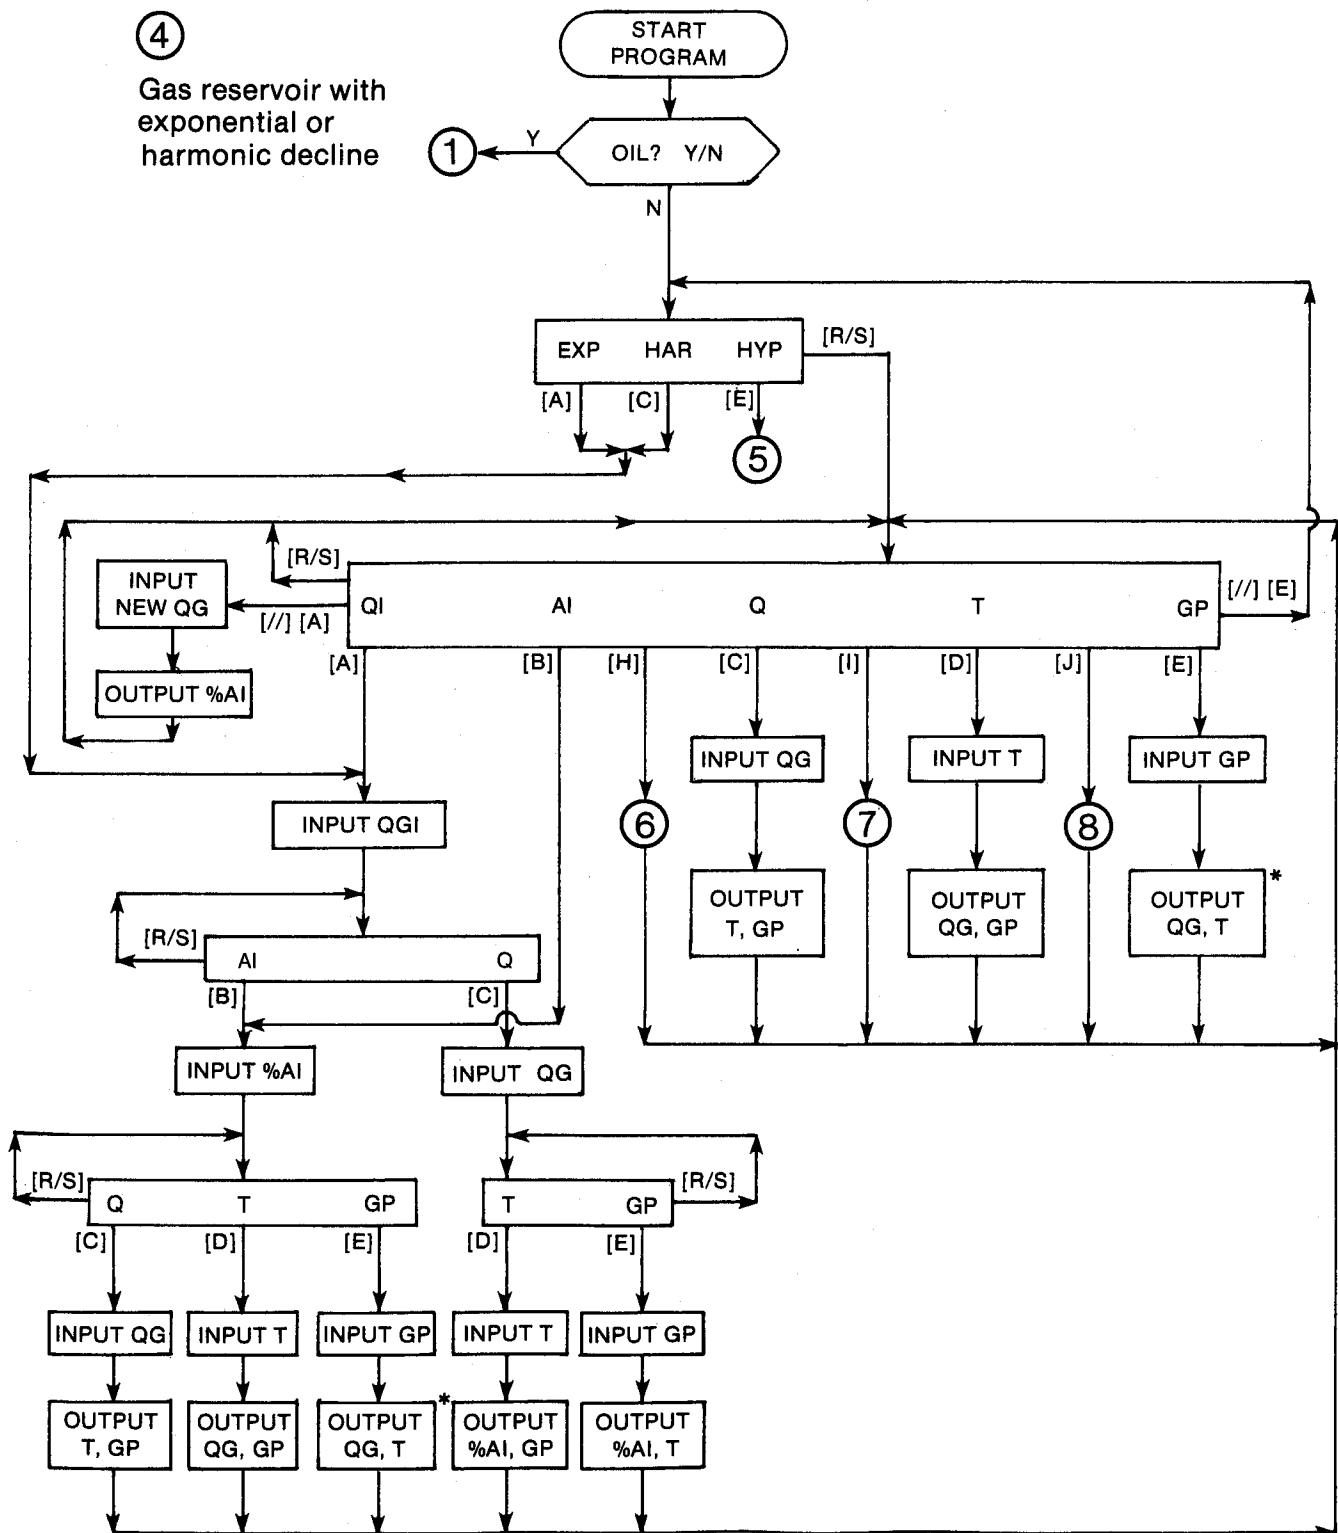 4
Gas reservoir with
exponential or
harmonic decline
START
PROGRAM
1
Y
OIL? Y/N
N
EXP HAR HYP
[R/S]
[A] [C] [E]
5
[R/S]
INPUT
NEW QG
[//] [A]
QI AI Q T GP
[//] [E]
[A] [B] [H] [C] [I] [D] [J] [E]
OUTPUT %AI
INPUT QG
INPUT T
INPUT GP
INPUT QGI
6
7
8
OUTPUT
T, GP
OUTPUT
QG, GP
OUTPUT
QG, T
*
[R/S]
AI Q
[B] [C]
INPUT %AI
INPUT QG
[R/S]
Q T GP
T GP
[R/S]
[C] [D] [E] [D] [E]
INPUT QG
INPUT T
INPUT GP
INPUT T
INPUT GP
OUTPUT
T, GP
OUTPUT
QG, GP
OUTPUT
QG, T
*
OUTPUT
%AI, GP
OUTPUT
%AI, T